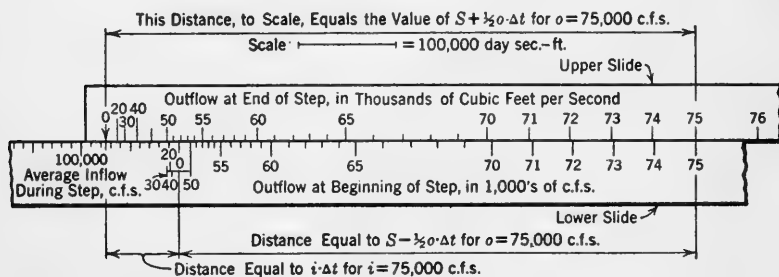 This Distance, to Scale, Equals the Value of S+½o·Δt for o=75,000 c.f.s.
Scale = 100,000 day sec.-ft.
Upper Slide
Outflow at End of Step, in Thousands of Cubic Feet per Second
0 20 30 40 50 55 60 65 70 71 72 73 74 75 76
100,000 20 0 55 60 65 70 71 72 73 74 75
Average Inflow
During Step, c.f.s.
30 40 50
Outflow at Beginning of Step, in 1,000's of c.f.s.
Lower Slide
Distance Equal to S–½o·Δt for o=75,000 c.f.s.
Distance Equal to i·Δt for i=75,000 c.f.s.